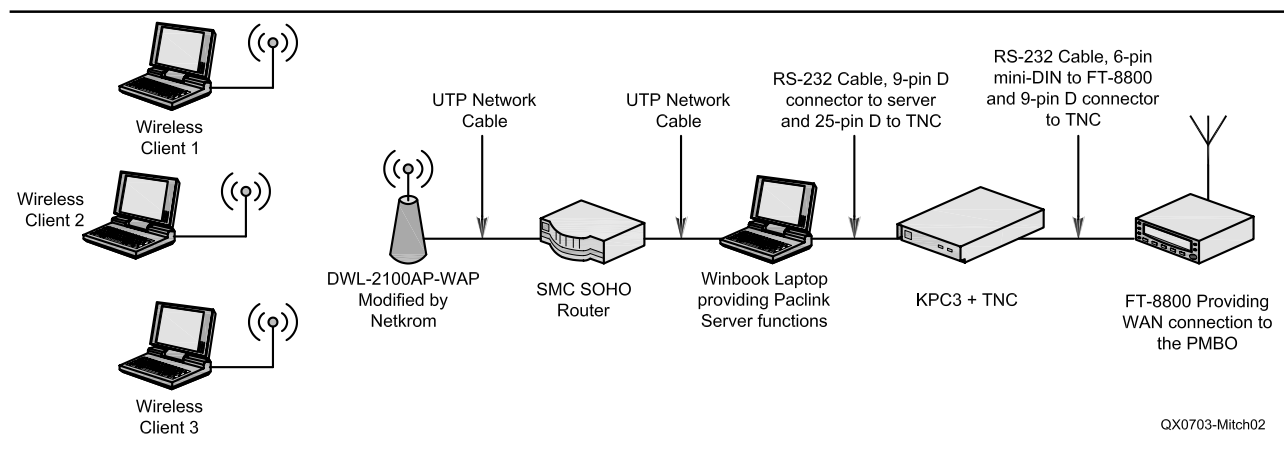 Wireless
Client 1
Wireless
Client 2
Wireless
Client 3
UTP Network
Cable
UTP Network
Cable
RS-232 Cable, 9-pin D
connector to server
and 25-pin D to TNC
RS-232 Cable, 6-pin
mini-DIN to FT-8800
and 9-pin D connector
to TNC
DWL-2100AP-WAP
Modified by
Netkrom
SMC SOHO
Router
Winbook Laptop
providing Paclink
Server functions
KPC3 + TNC
FT-8800 Providing
WAN connection to
the PMBO
QX0703-Mitch02